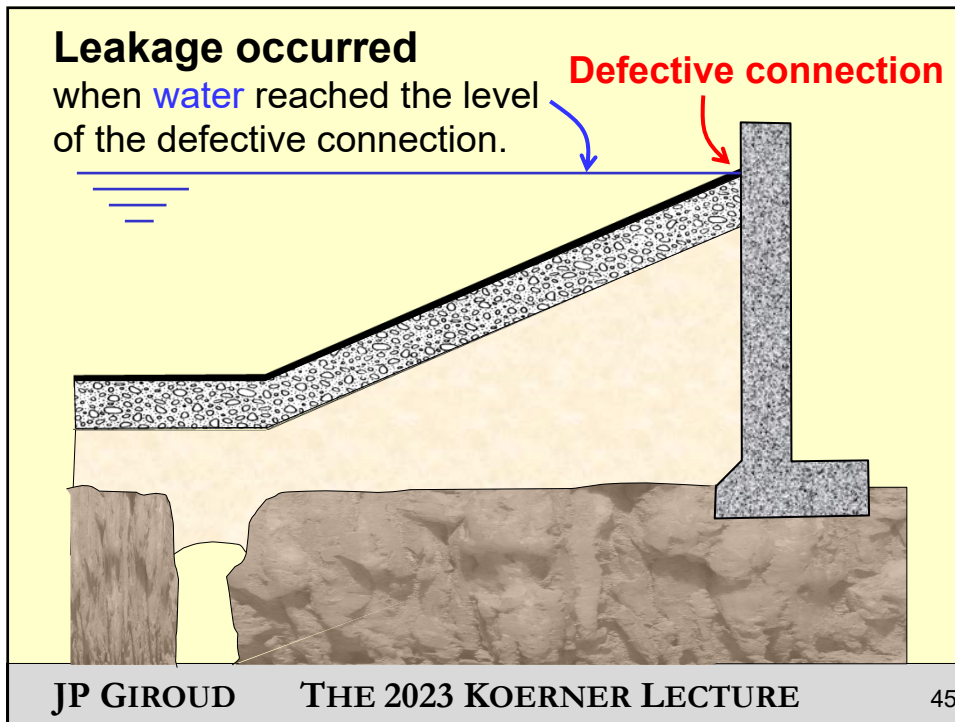 Leakage occurred
when water reached the level
of the defective connection.
Defective connection
JP GIROUD THE 2023 KOERNER LECTURE 45